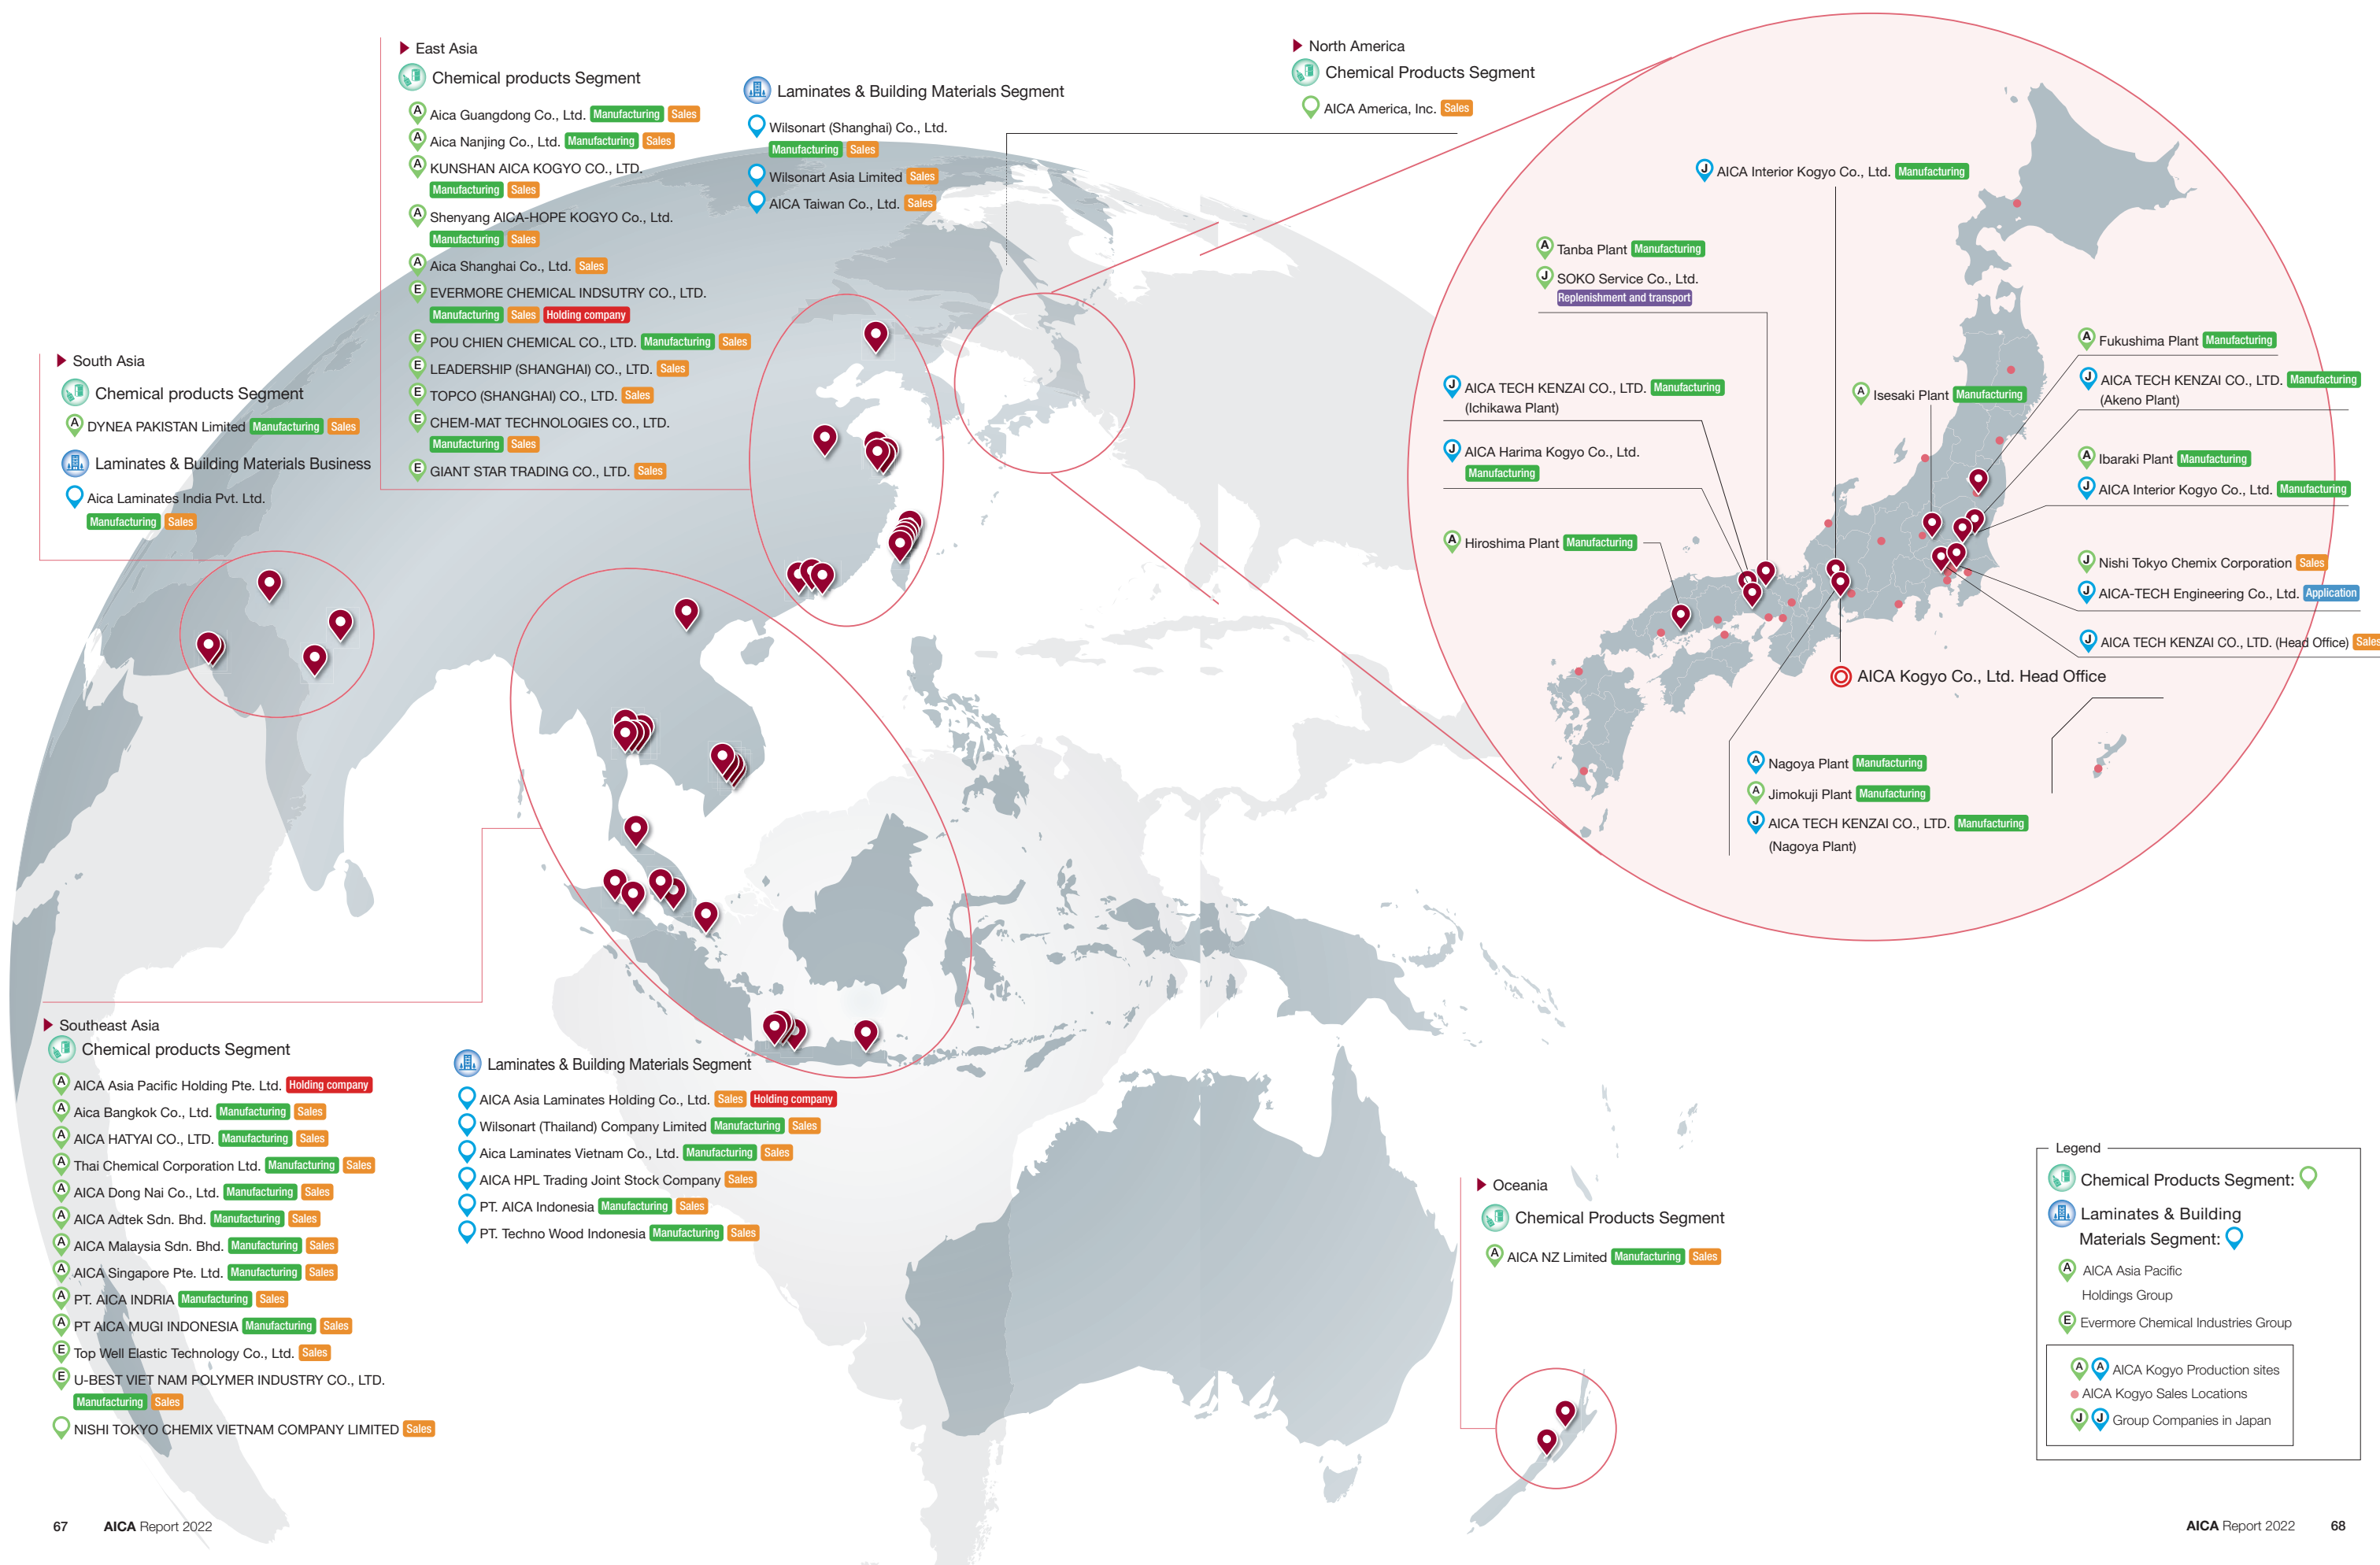 East Asia
Chemical products Segment
A Aica Guangdong Co., Ltd. Manufacturing Sales
A Aica Nanjing Co., Ltd. Manufacturing Sales
A KUNSHAN AICA KOGYO CO., LTD.
Manufacturing Sales
A Shenyang AICA-HOPE KOGYO Co., Ltd.
Manufacturing Sales
A Aica Shanghai Co., Ltd. Sales
E EVERMORE CHEMICAL INDSUTRY CO., LTD.
Manufacturing Sales Holding company
E POU CHIEN CHEMICAL CO., LTD. Manufacturing Sales
E LEADERSHIP (SHANGHAI) CO., LTD. Sales
E TOPCO (SHANGHAI) CO., LTD. Sales
E CHEM-MAT TECHNOLOGIES CO., LTD.
Manufacturing Sales
E GIANT STAR TRADING CO., LTD. Sales
Laminates & Building Materials Segment
Wilsonart (Shanghai) Co., Ltd.
Manufacturing Sales
Wilsonart Asia Limited Sales
AICA Taiwan Co., Ltd. Sales
North America
Chemical Products Segment
AICA America, Inc. Sales
South Asia
Chemical products Segment
A DYNEA PAKISTAN Limited Manufacturing Sales
Laminates & Building Materials Business
Aica Laminates India Pvt. Ltd.
Manufacturing Sales
J AICA Interior Kogyo Co., Ltd. Manufacturing
A Tanba Plant Manufacturing
J SOKO Service Co., Ltd.
Replenishment and transport
J AICA TECH KENZAI CO., LTD. Manufacturing
(Ichikawa Plant)
J AICA Harima Kogyo Co., Ltd.
Manufacturing
A Hiroshima Plant Manufacturing
A Isesaki Plant Manufacturing
A Fukushima Plant Manufacturing
J AICA TECH KENZAI CO., LTD. Manufacturing
(Akeno Plant)
A Ibaraki Plant Manufacturing
J AICA Interior Kogyo Co., Ltd. Manufacturing
J Nishi Tokyo Chemix Corporation Sales
J AICA-TECH Engineering Co., Ltd. Application
J AICA TECH KENZAI CO., LTD. (Head Office) Sales
AICA Kogyo Co., Ltd. Head Office
A Nagoya Plant Manufacturing
A Jimokuji Plant Manufacturing
J AICA TECH KENZAI CO., LTD. Manufacturing
(Nagoya Plant)
Southeast Asia
Chemical products Segment
A AICA Asia Pacific Holding Pte. Ltd. Holding company
A Aica Bangkok Co., Ltd. Manufacturing Sales
A AICA HATYAI CO., LTD. Manufacturing Sales
A Thai Chemical Corporation Ltd. Manufacturing Sales
A AICA Dong Nai Co., Ltd. Manufacturing Sales
A AICA Adtek Sdn. Bhd. Manufacturing Sales
A AICA Malaysia Sdn. Bhd. Manufacturing Sales
A AICA Singapore Pte. Ltd. Manufacturing Sales
A PT. AICA INDRIA Manufacturing Sales
A PT AICA MUGI INDONESIA Manufacturing Sales
E Top Well Elastic Technology Co., Ltd. Sales
E U-BEST VIET NAM POLYMER INDUSTRY CO., LTD.
Manufacturing Sales
NISHI TOKYO CHEMIX VIETNAM COMPANY LIMITED Sales
Laminates & Building Materials Segment
AICA Asia Laminates Holding Co., Ltd. Sales Holding company
Wilsonart (Thailand) Company Limited Manufacturing Sales
Aica Laminates Vietnam Co., Ltd. Manufacturing Sales
AICA HPL Trading Joint Stock Company Sales
PT. AICA Indonesia Manufacturing Sales
PT. Techno Wood Indonesia Manufacturing Sales
Oceania
Chemical Products Segment
A AICA NZ Limited Manufacturing Sales
Legend
Chemical Products Segment:
Laminates & Building
Materials Segment:
A AICA Asia Pacific
Holdings Group
E Evermore Chemical Industries Group
A A AICA Kogyo Production sites
AICA Kogyo Sales Locations
J J Group Companies in Japan
67 AICA Report 2022
AICA Report 2022 68